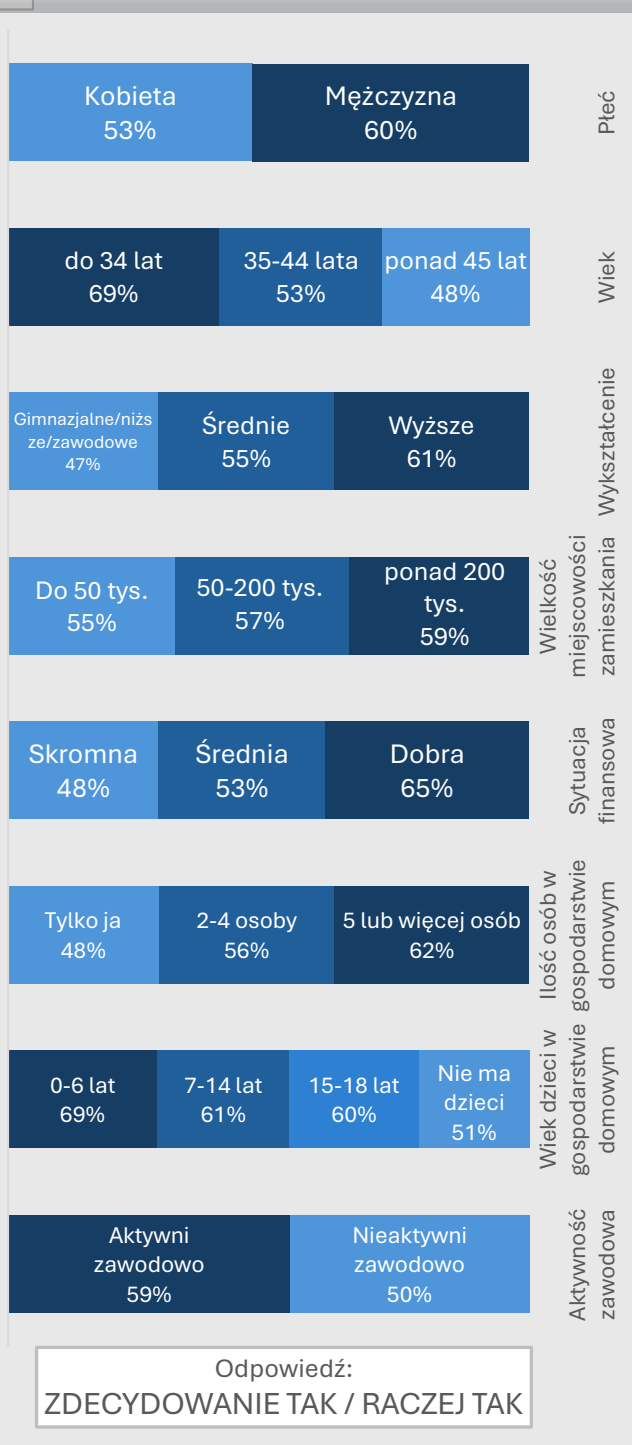 Kobieta
53%
Mężczyzna
60%
Płeć
do 34 lat
69%
35-44 lata
53%
ponad 45 lat
48%
Wiek
Gimnazjalne/niżs
ze/zawodowe
47%
Średnie
55%
Wyższe
61%
Wykształcenie
Do 50 tys.
55%
50-200 tys.
57%
ponad 200
tys.
59%
Wielkość
miejscowości
zamieszkania
Skromna
48%
Średnia
53%
Dobra
65%
Sytuacja
finansowa
Tylko ja
48%
2-4 osoby
56%
5 lub więcej osób
62%
Ilość osób w
gospodarstwie
domowym
0-6 lat
69%
7-14 lat
61%
15-18 lat
60%
Nie ma
dzieci
51%
Wiek dzieci w
gospodarstwie
domowym
Aktywni
zawodowo
59%
Nieaktywni
zawodowo
50%
Aktywność
zawodowa
Odpowiedź:
ZDECYDOWANIE TAK / RACZEJ TAK